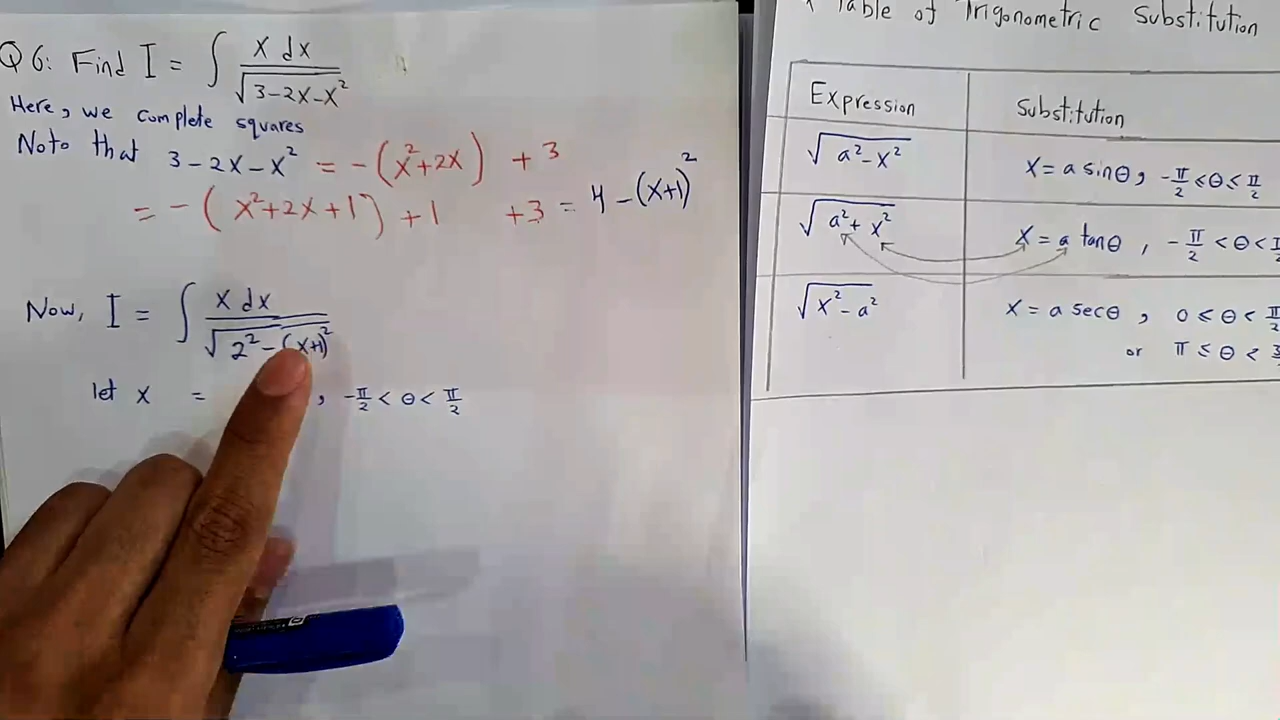 Q6: Find I = ∫ x dx / √(3-2x-x²)
Here, we complete squares
Note that 3-2x-x² = -(x²+2x) +3
= -(x²+2x+1) +1 +3 = 4-(x+1)²
Now, I = ∫ x dx / √(2²-(x+1)²)
let x = , -π/2 < θ < π/2
Table of Trigonometric Substitution
Expression Substitution
√(a²-x²) x = a sinθ, -π/2 ≤ θ ≤ π/2
√(a²+x²) x = a tanθ, -π/2 < θ <
√(x²-a²) x = a secθ, 0 ≤ θ <
or π ≤ θ < 3